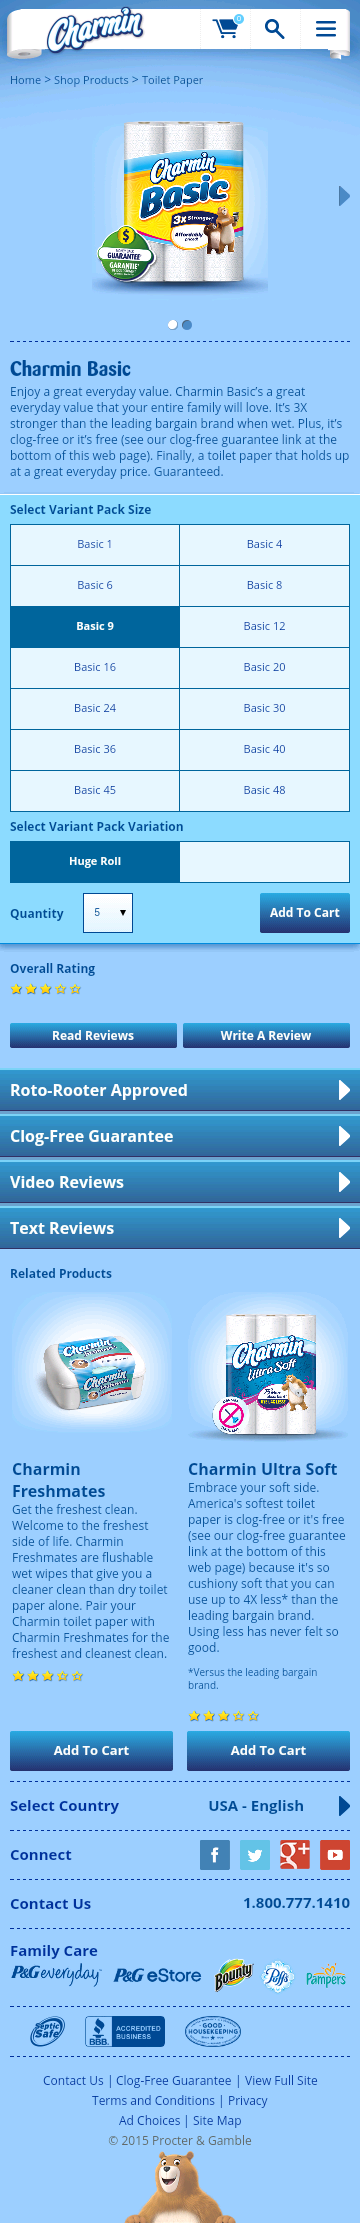 Charmin
0
Home > Shop Products > Toilet Paper
Charmin
Basic
3x Stronger*
Affordably
priced!
$
GUARANTEE
GARANTIE
Charmin Basic
Enjoy a great everyday value. Charmin Basic's a great
everyday value that your entire family will love. It's 3X
stronger than the leading bargain brand when wet. Plus, it's
clog-free or it's free (see our clog-free guarantee link at the
bottom of this web page). Finally, a toilet paper that holds up
at a great everyday price. Guaranteed.
Select Variant Pack Size
Basic 1 Basic 4
Basic 6 Basic 8
Basic 9 Basic 12
Basic 16 Basic 20
Basic 24 Basic 30
Basic 36 Basic 40
Basic 45 Basic 48
Select Variant Pack Variation
Huge Roll
Quantity 5 Add To Cart
Overall Rating
Read Reviews Write A Review
Roto-Rooter Approved
Clog-Free Guarantee
Video Reviews
Text Reviews
Related Products
Charmin
Charmin
Charmin
Ultra Soft
Charmin
Freshmates
Get the freshest clean.
Welcome to the freshest
side of life. Charmin
Freshmates are flushable
wet wipes that give you a
cleaner clean than dry toilet
paper alone. Pair your
Charmin toilet paper with
Charmin Freshmates for the
freshest and cleanest clean.
Charmin Ultra Soft
Embrace your soft side.
America's softest toilet
paper is clog-free or it's free
(see our clog-free guarantee
link at the bottom of this
web page) because it's so
cushiony soft that you can
use up to 4X less* than the
leading bargain brand.
Using less has never felt so
good.
*Versus the leading bargain
brand.
Add To Cart Add To Cart
Select Country USA - English
Connect f g+
Contact Us 1.800.777.1410
Family Care
P&G everyday P&G eStore Bounty Puffs Pampers
Septic Safe BBB. ACCREDITED BUSINESS GOOD HOUSEKEEPING
Contact Us | Clog-Free Guarantee | View Full Site
Terms and Conditions | Privacy
Ad Choices | Site Map
© 2015 Procter & Gamble